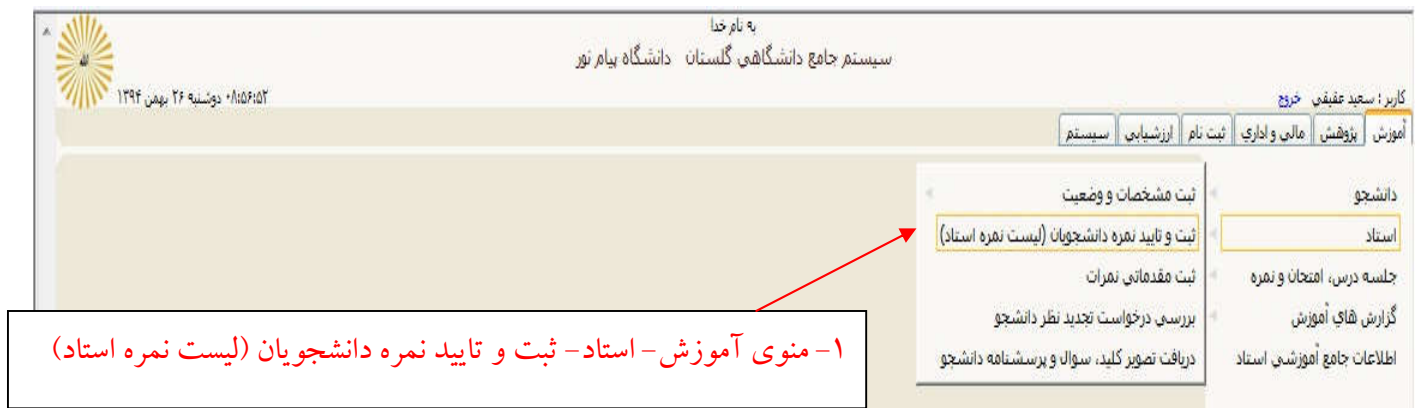 به نام خدا
سیستم جامع دانشگاهی گلستان دانشگاه پیام نور
الله
۰۸:۵۶:۵۲ دوشنبه ۲۶ بهمن ۱۳۹۴
کاربر : سعید عفیفی خروج
آموزش پژوهش مالی و اداری ثبت نام ارزشیابی سیستم
دانشجو
استاد
جلسه درس، امتحان و نمره
گزارش های آموزش
اطلاعات جامع آموزشی استاد
ثبت مشخصات و وضعیت
ثبت و تایید نمره دانشجویان (لیست نمره استاد)
ثبت مقدماتی نمرات
بررسی درخواست تجدید نظر دانشجو
دریافت تصویر کلید، سوال و پرسشنامه دانشجو
۱- منوی آموزش- استاد- ثبت و تایید نمره دانشجویان (لیست نمره استاد)